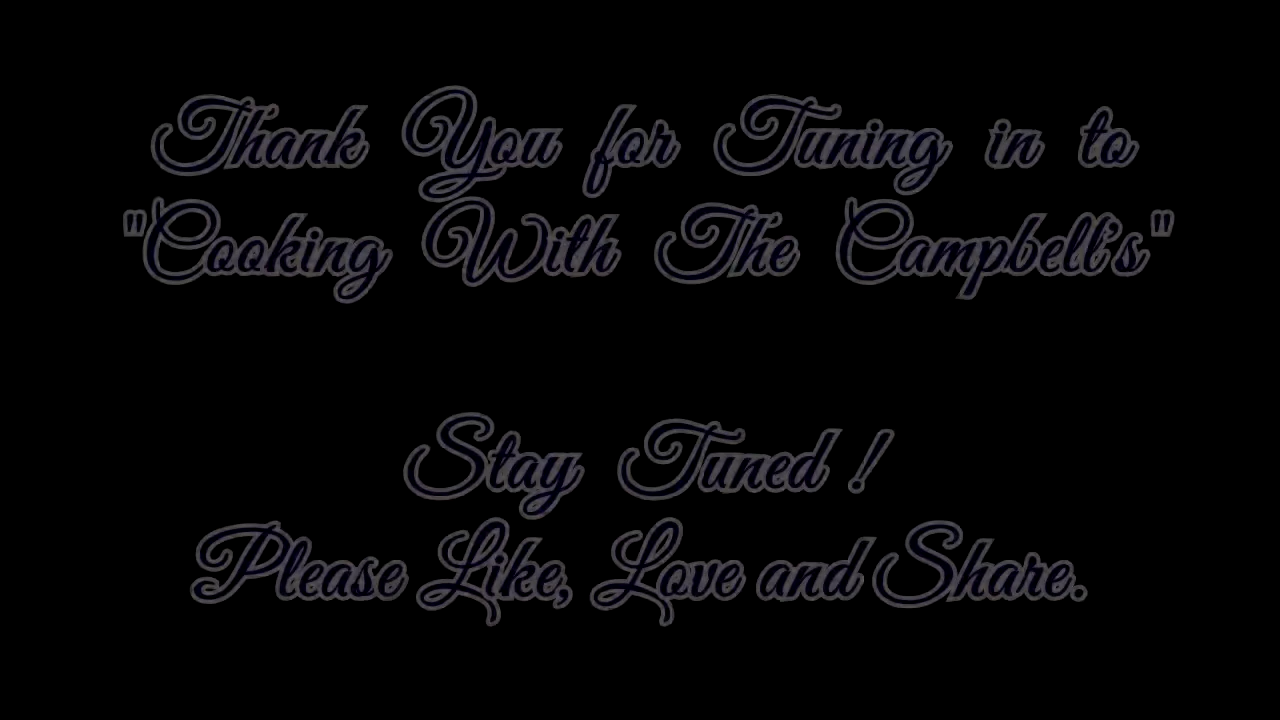 Thank You for Tuning in to
"Cooking With The Campbell's"
Stay Tuned !
Please Like, Love and Share.